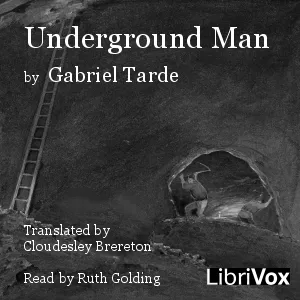 Underground Man
by Gabriel Tarde
Translated by
Cloudesley Brereton
Read by Ruth Golding
LibriVox